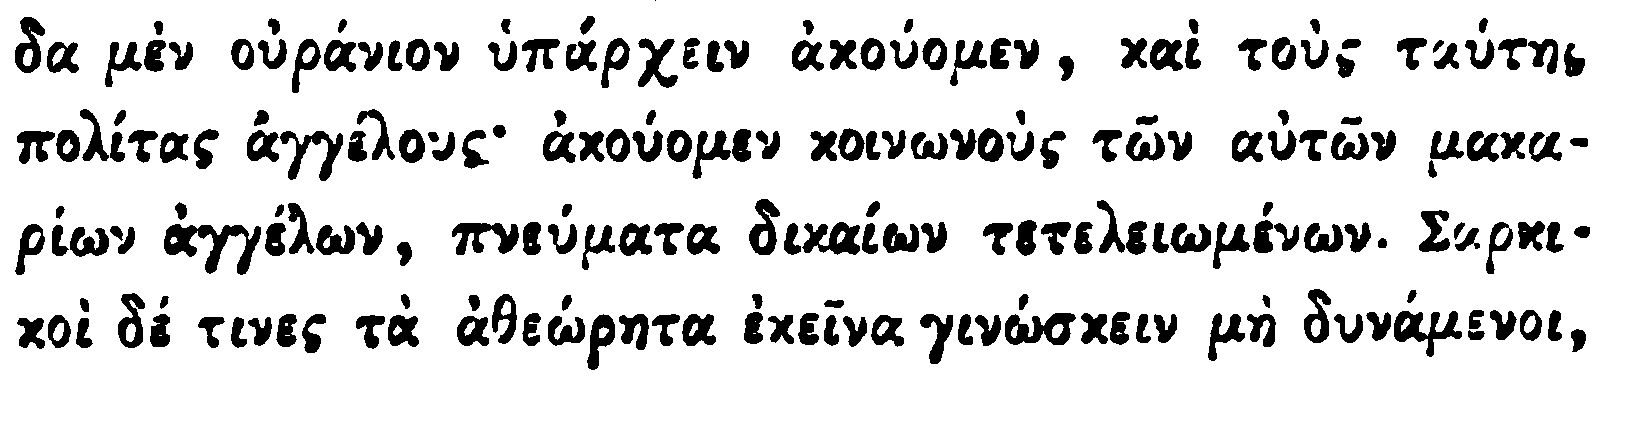 δα μὲν οὐράνιον ὑπάρχειν ἀκούομεν, καὶ τοὺς ταύτης
πολίτας ἀγγέλους· ἀκούομεν κοινωνοὺς τῶν αὐτῶν μακα-
ρίων ἀγγέλων, πνεύματα δικαίων τετελειωμένων. Σαρκι-
κοὶ δέ τινες τὰ ἀθεώρητα ἐκεῖνα γινώσκειν μὴ δυνάμενοι,